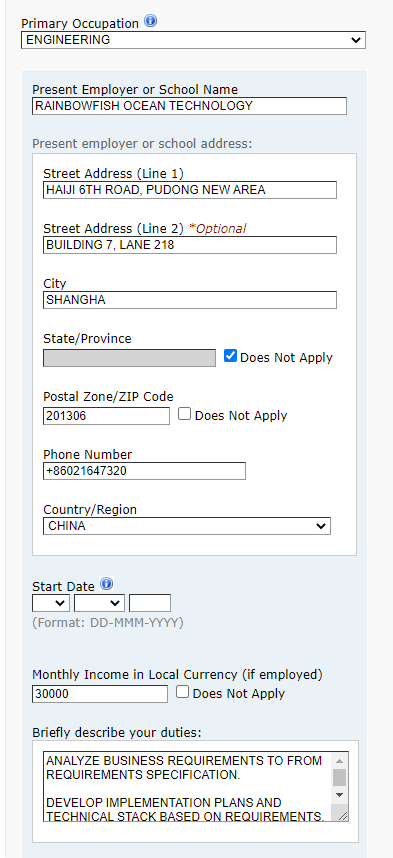 Primary Occupation
ENGINEERING
Present Employer or School Name
RAINBOWFISH OCEAN TECHNOLOGY
Present employer or school address:
Street Address (Line 1)
HAIJI 6TH ROAD, PUDONG NEW AREA
Street Address (Line 2) *Optional
BUILDING 7, LANE 218
City
SHANGHA
State/Province
Does Not Apply
Postal Zone/ZIP Code
201306 Does Not Apply
Phone Number
+86021647320
Country/Region
CHINA
Start Date
(Format: DD-MMM-YYYY)
Monthly Income in Local Currency (if employed)
30000 Does Not Apply
Briefly describe your duties:
ANALYZE BUSINESS REQUIREMENTS TO FROM
REQUIREMENTS SPECIFICATION.
DEVELOP IMPLEMENTATION PLANS AND
TECHNICAL STACK BASED ON REQUIREMENTS.